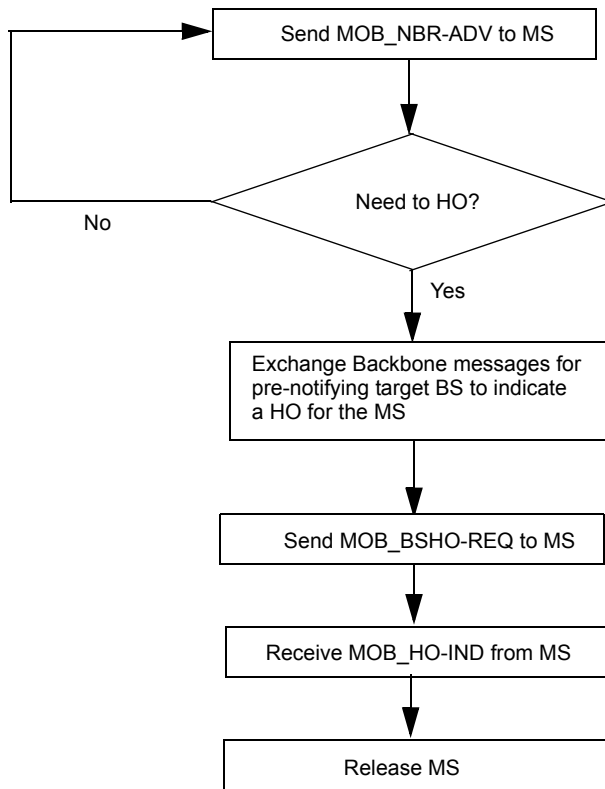 Send MOB_NBR-ADV to MS
Need to HO?
No
Yes
Exchange Backbone messages for
pre-notifying target BS to indicate
a HO for the MS
Send MOB_BSHO-REQ to MS
Receive MOB_HO-IND from MS
Release MS